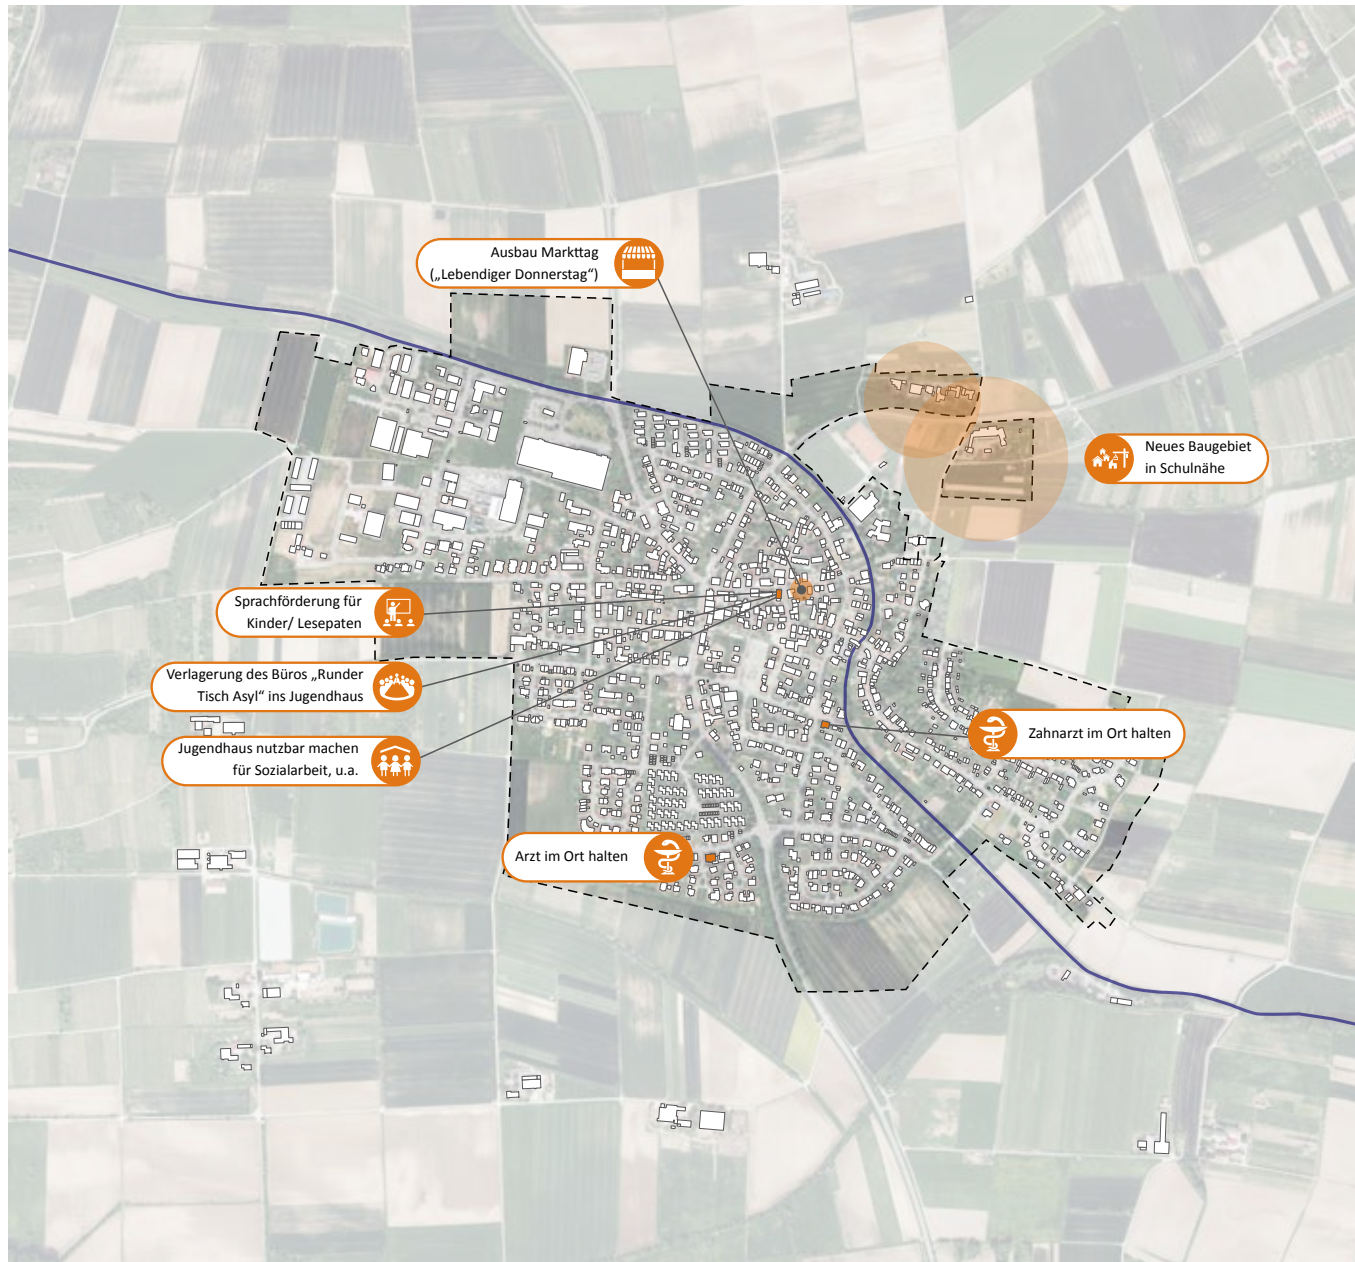 Ausbau Markttag
(„Lebendiger Donnerstag“)
Neues Baugebiet
in Schulnähe
Sprachförderung für
Kinder/ Lesepaten
Verlagerung des Büros „Runder
Tisch Asyl“ ins Jugendhaus
Zahnarzt im Ort halten
Jugendhaus nutzbar machen
für Sozialarbeit, u.a.
Arzt im Ort halten